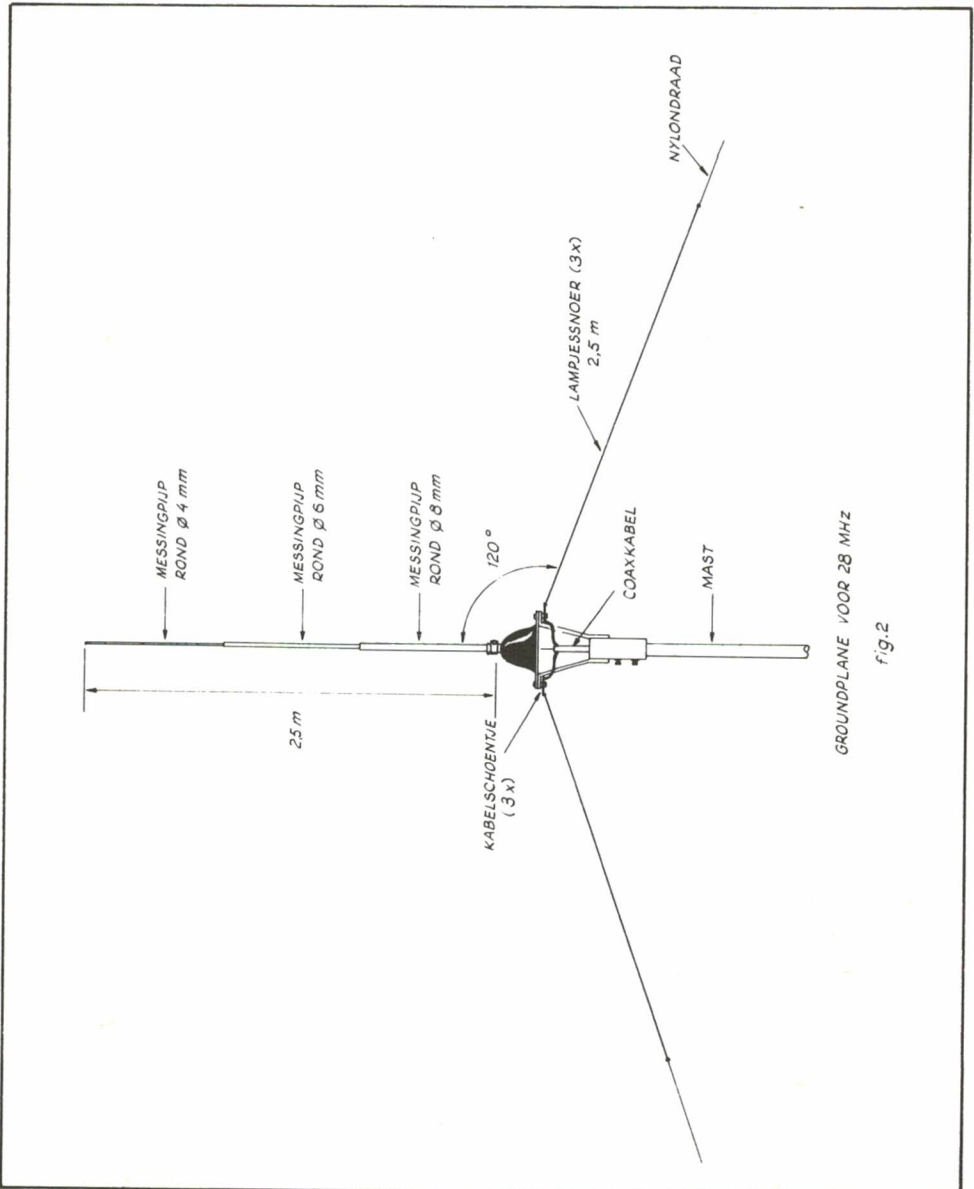 MESSINGPIJP
ROND Ø 4 mm
MESSINGPIJP
ROND Ø 6 mm
MESSINGPIJP
ROND Ø 8 mm
2,5 m
120°
KABELSCHOENTJE
(3x)
LAMPJESSNOER (3x)
2,5 m
NYLONDRAAD
COAXKABEL
MAST
GROUNDPLANE VOOR 28 MHz
fig.2